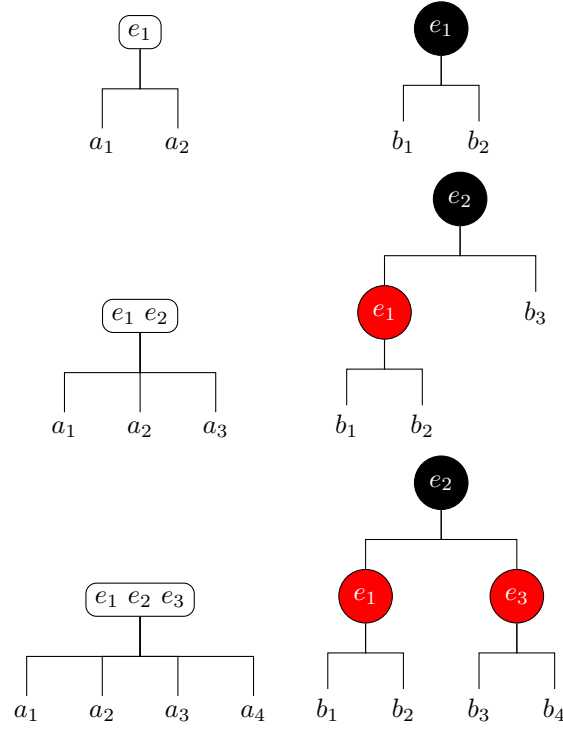 e₁ e₁
a₁ a₂ b₁ b₂
e₂
e₁ e₂ e₁ b₃
a₁ a₂ a₃ b₁ b₂
e₂
e₁ e₂ e₃ e₁ e₃
a₁ a₂ a₃ a₄ b₁ b₂ b₃ b₄